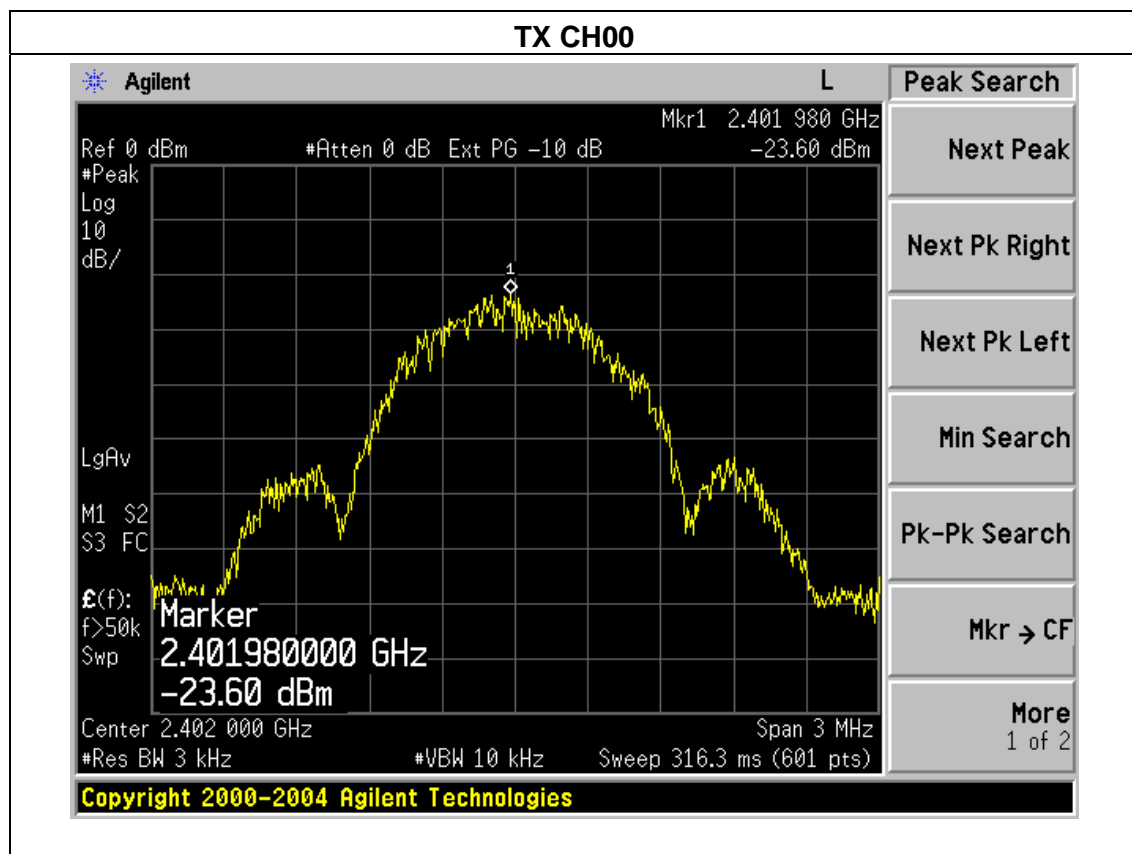 TX CH00
Agilent L Peak Search
Mkr1 2.401 980 GHz
Ref 0 dBm #Atten 0 dB Ext PG -10 dB -23.60 dBm
#Peak
Log
10
dB/
1
LgAv
M1 S2
S3 FC
£(f):
f>50k
Swp
Marker
2.401980000 GHz
-23.60 dBm
Center 2.402 000 GHz Span 3 MHz
#Res BW 3 kHz #VBW 10 kHz Sweep 316.3 ms (601 pts)
Next Peak
Next Pk Right
Next Pk Left
Min Search
Pk-Pk Search
Mkr → CF
More
1 of 2
Copyright 2000-2004 Agilent Technologies